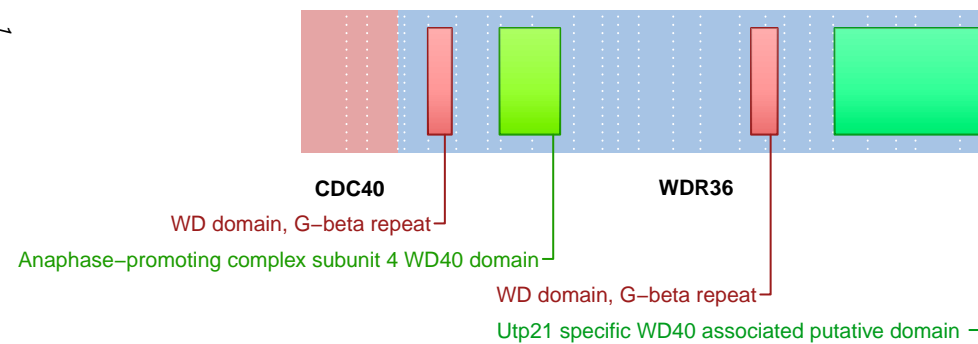 CDC40 WDR36
WD domain, G−beta repeat
Anaphase−promoting complex subunit 4 WD40 domain
WD domain, G−beta repeat
Utp21 specific WD40 associated putative domain